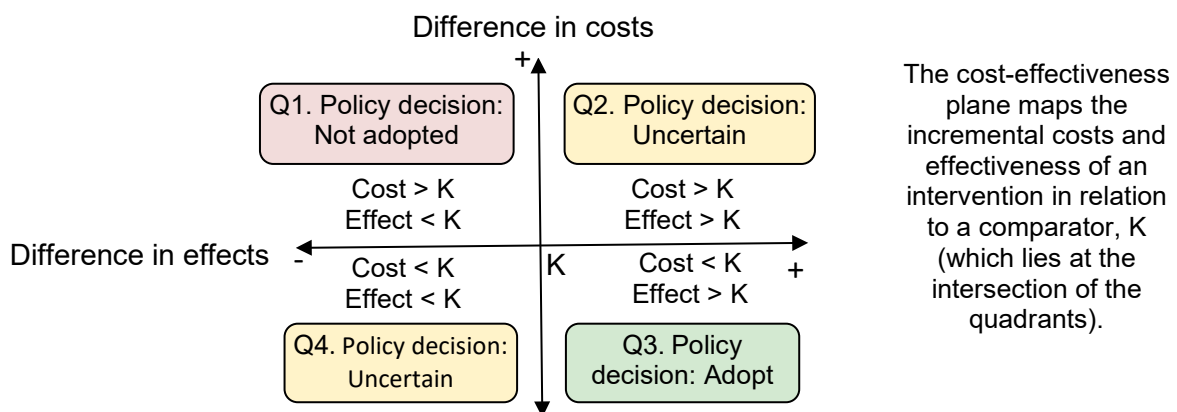 Difference in costs
+
Q1. Policy decision:
Not adopted
Q2. Policy decision:
Uncertain
Cost > K
Effect < K
Cost > K
Effect > K
Difference in effects
-
K
+
Cost < K
Effect < K
Cost < K
Effect > K
Q4. Policy decision:
Uncertain
Q3. Policy
decision: Adopt
The cost-effectiveness
plane maps the
incremental costs and
effectiveness of an
intervention in relation
to a comparator, K
(which lies at the
intersection of the
quadrants).